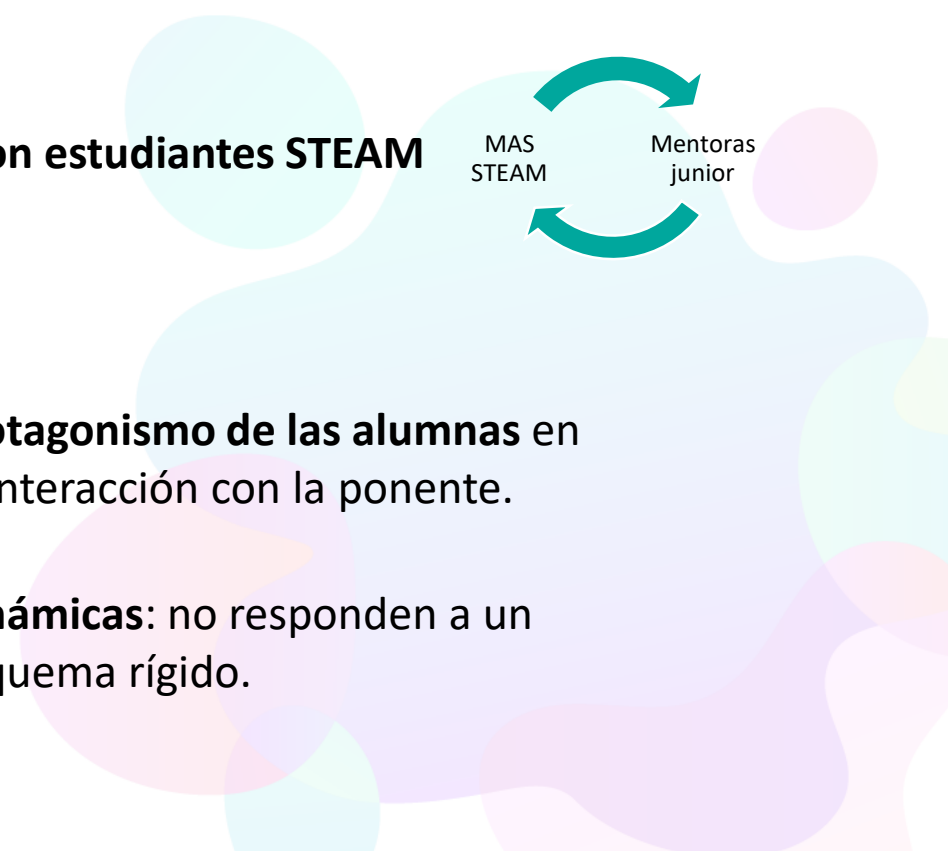 on estudiantes STEAM
MAS
STEAM
Mentoras
junior
otagonismo de las alumnas en
nteracción con la ponente.
námicas: no responden a un
quema rígido.